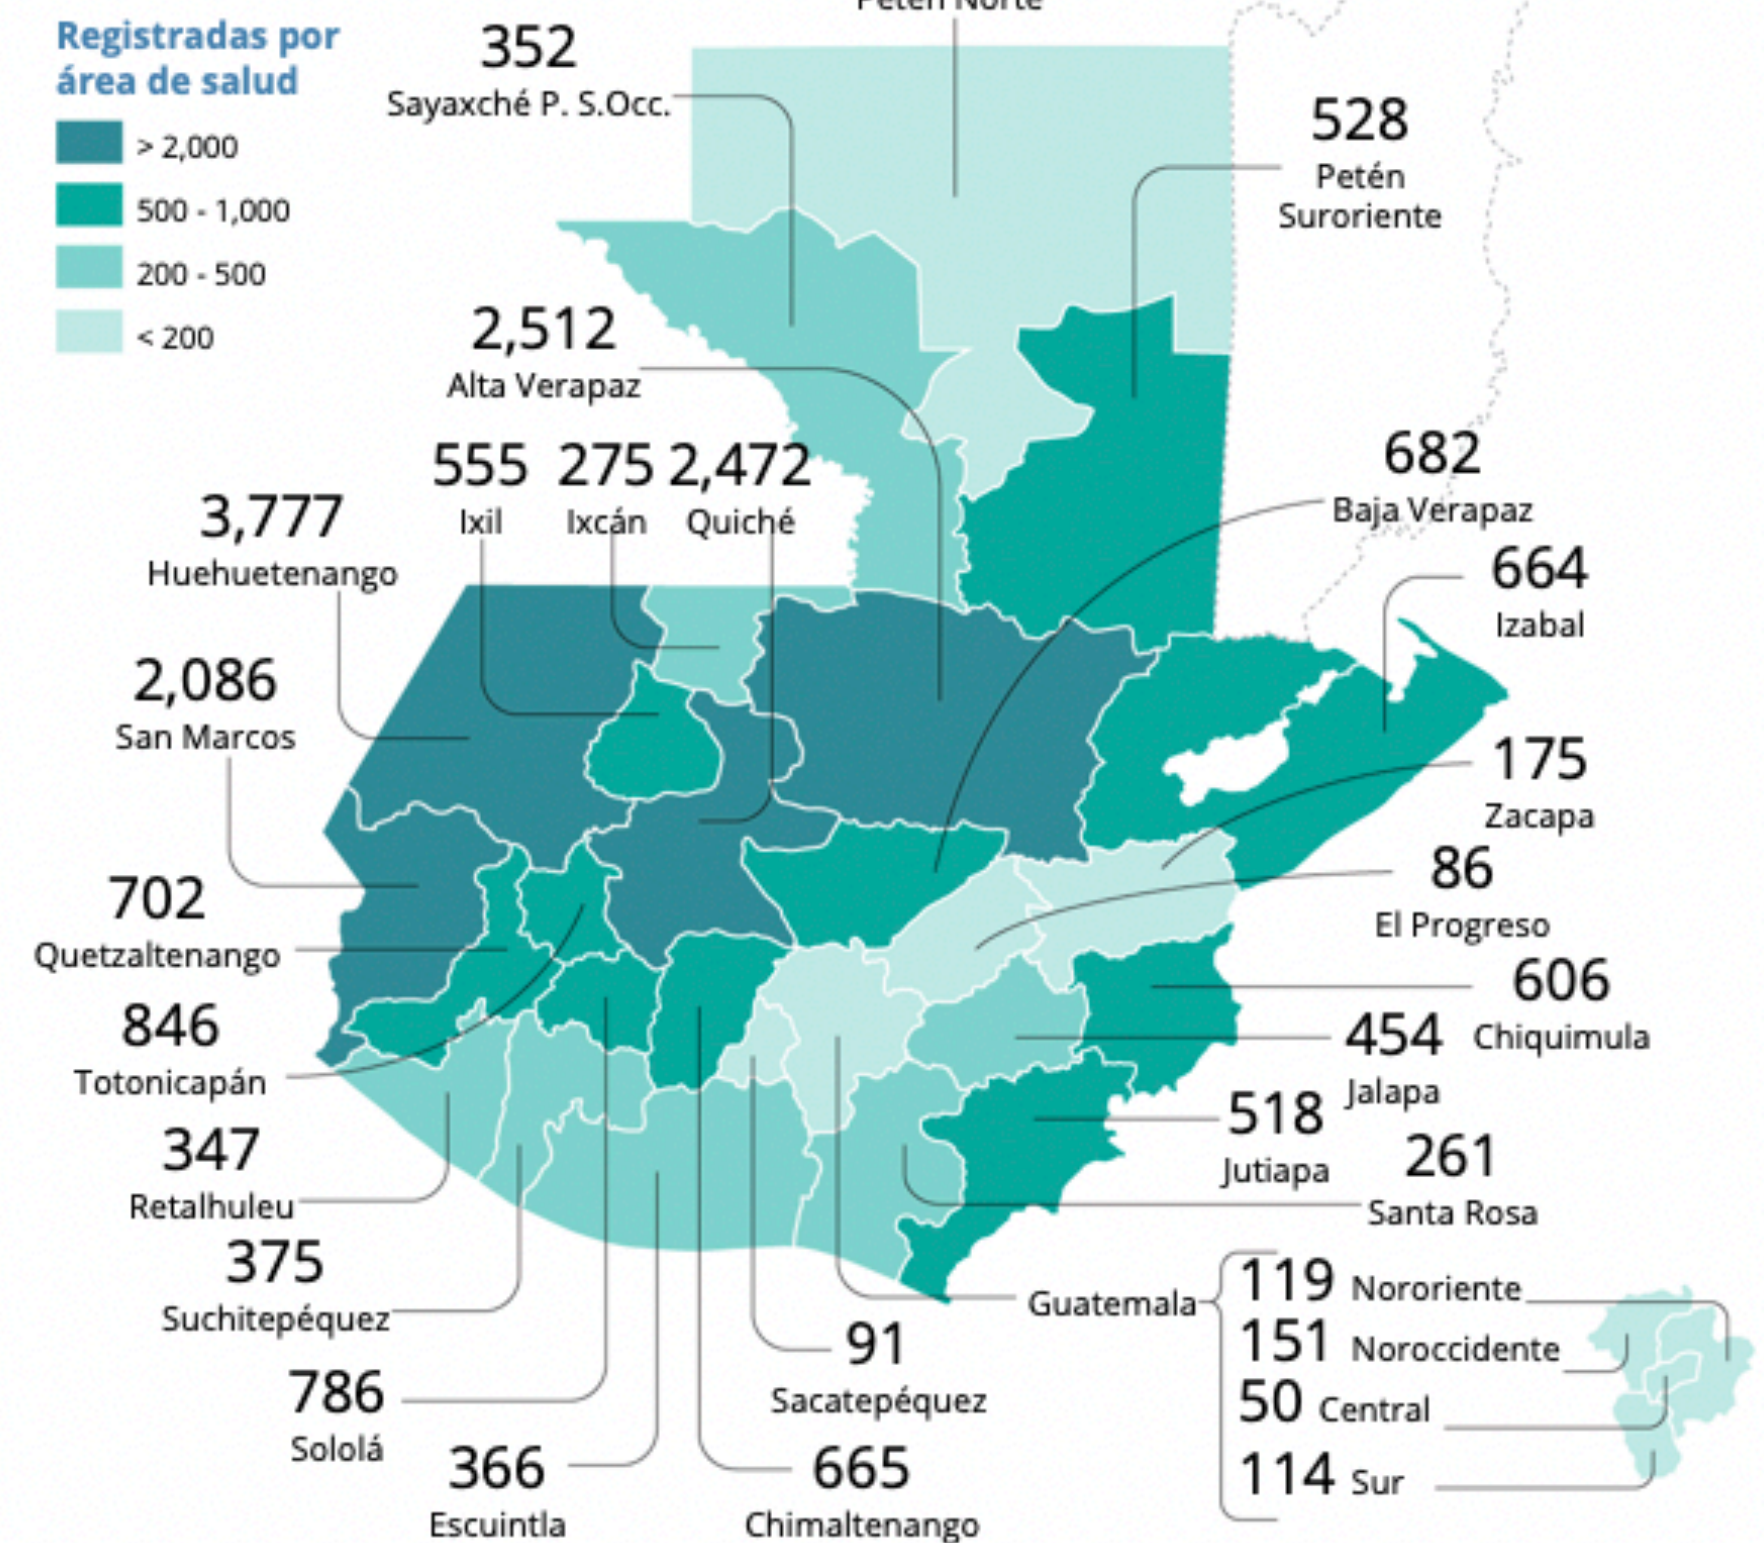 Petén Norte
Registradas por
área de salud
> 2,000
500 - 1,000
200 - 500
< 200
352
Sayaxché P. S.Occ.
528
Petén
Suroriente
2,512
Alta Verapaz
555
Ixil
275
Ixcán
2,472
Quiché
682
Baja Verapaz
3,777
Huehuetenango
664
Izabal
2,086
San Marcos
175
Zacapa
702
Quetzaltenango
86
El Progreso
846
Totonicapán
606
Chiquimula
454
Jalapa
347
Retalhuleu
518
Jutiapa
261
Santa Rosa
375
Suchitepéquez
Guatemala
119 Nororiente
151 Noroccidente
50 Central
114 Sur
91
Sacatepéquez
786
Sololá
366
Escuintla
665
Chimaltenango